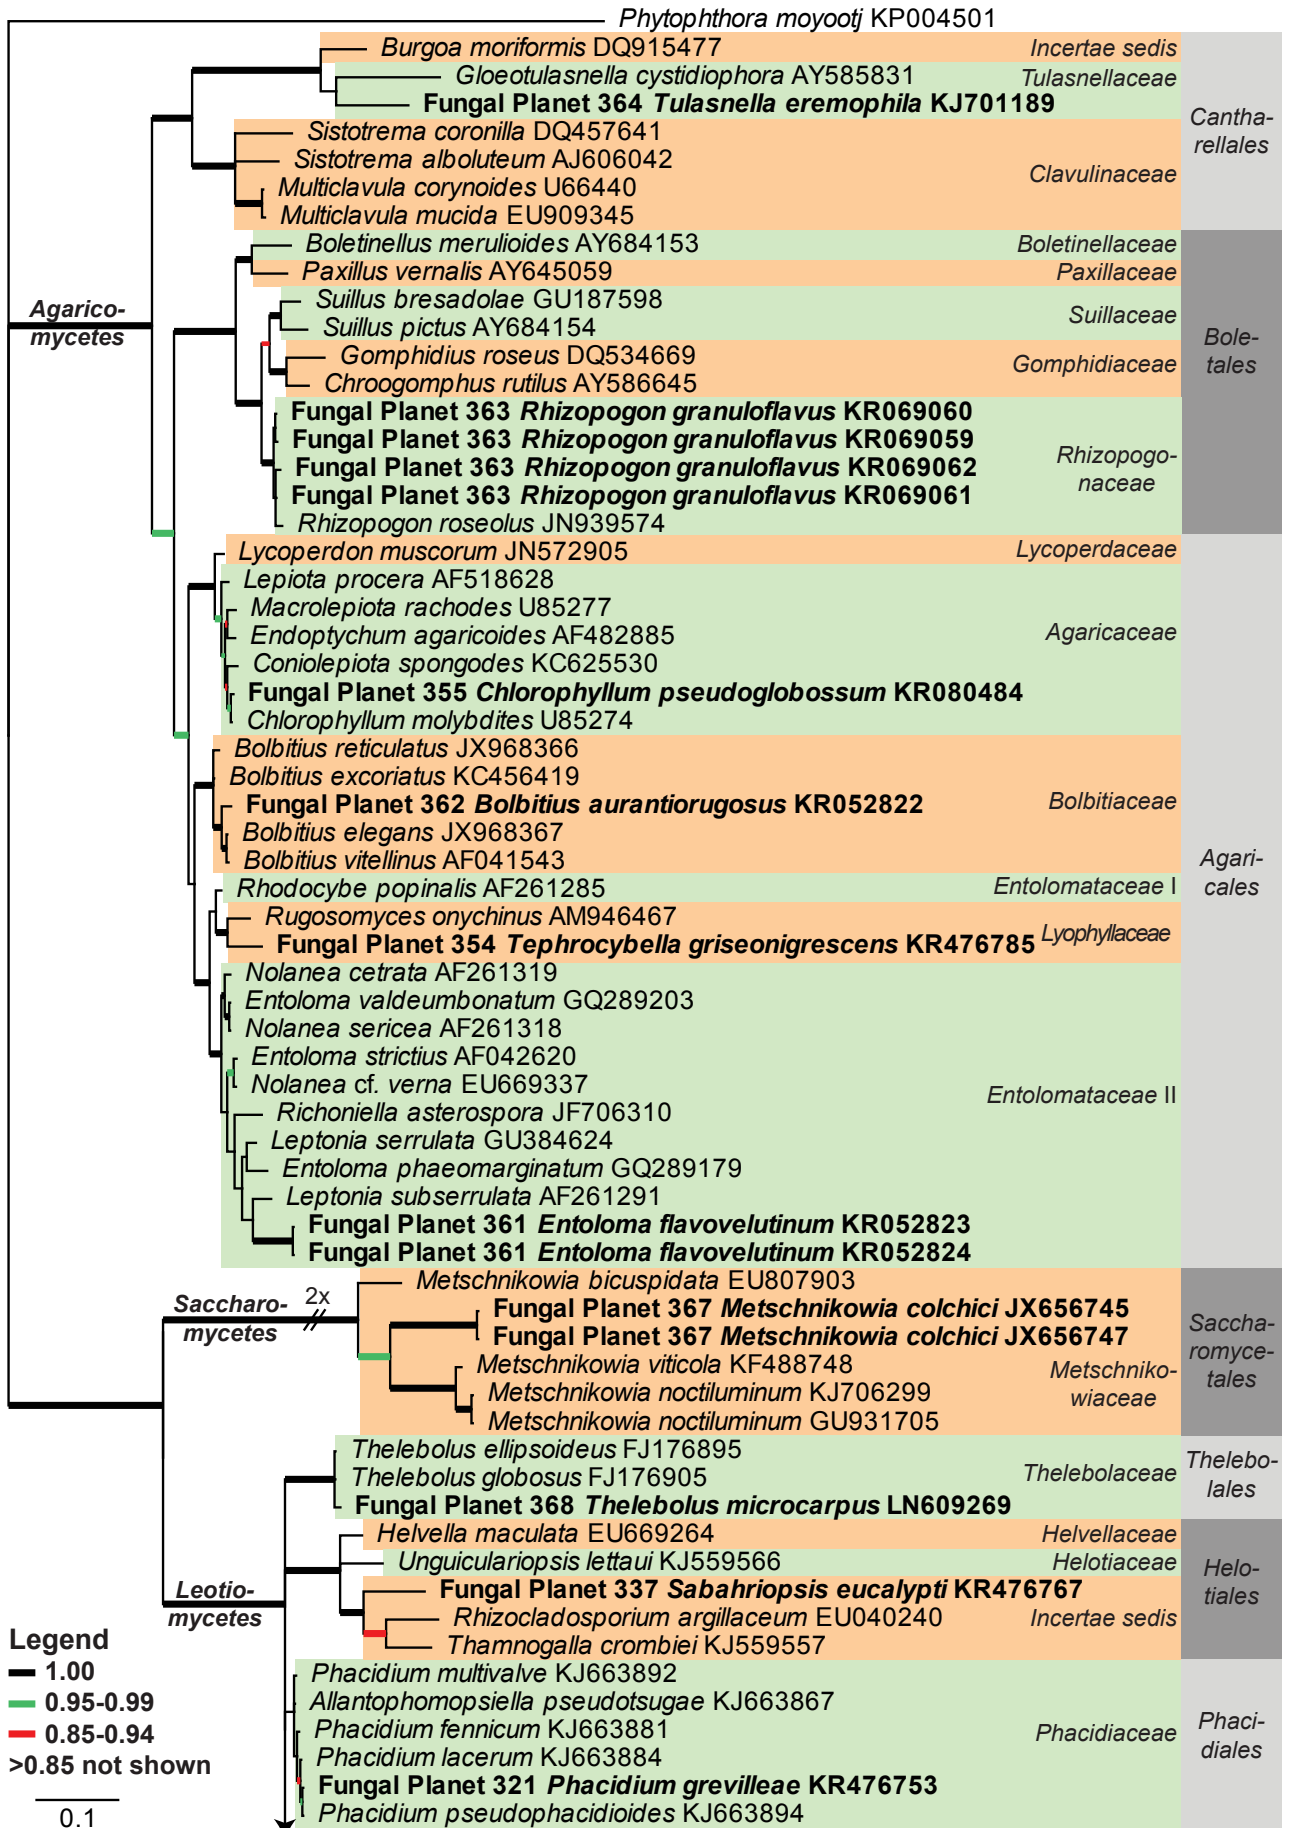 Phytophthora moyootj KP004501
Burgoa moriformis DQ915477
Incertae sedis
Gloeotulasnella cystidiophora AY585831
Tulasnellaceae
Fungal Planet 364 Tulasnella eremophila KJ701189
Cantha-
rellales
Sistotrema coronilla DQ457641
Sistotrema alboluteum AJ606042
Clavulinaceae
Multiclavula corynoides U66440
Multiclavula mucida EU909345
Boletinellus merulioides AY684153
Boletinellaceae
Paxillus vernalis AY645059
Paxillaceae
Agarico-
mycetes
Suillus bresadolae GU187598
Suillaceae
Suillus pictus AY684154
Bole-
tales
Gomphidius roseus DQ534669
Gomphidiaceae
Chroogomphus rutilus AY586645
Fungal Planet 363 Rhizopogon granuloflavus KR069060
Fungal Planet 363 Rhizopogon granuloflavus KR069059
Fungal Planet 363 Rhizopogon granuloflavus KR069062
Rhizopogo-
naceae
Fungal Planet 363 Rhizopogon granuloflavus KR069061
Rhizopogon roseolus JN939574
Lycoperdon muscorum JN572905
Lycoperdaceae
Lepiota procera AF518628
Macrolepiota rachodes U85277
Endoptychum agaricoides AF482885
Agaricaceae
Coniolepiota spongodes KC625530
Fungal Planet 355 Chlorophyllum pseudoglobossum KR080484
Chlorophyllum molybdites U85274
Bolbitius reticulatus JX968366
Bolbitius excoriatus KC456419
Fungal Planet 362 Bolbitius aurantiorugosus KR052822
Bolbitiaceae
Bolbitius elegans JX968367
Bolbitius vitellinus AF041543
Agari-
cales
Rhodocybe popinalis AF261285
Entolomataceae I
Rugosomyces onychinus AM946467
Fungal Planet 354 Tephrocybella griseonigrescens KR476785
Lyophyllaceae
Nolanea cetrata AF261319
Entoloma valdeumbonatum GQ289203
Nolanea sericea AF261318
Entoloma strictius AF042620
Nolanea cf. verna EU669337
Entolomataceae II
Richoniella asterospora JF706310
Leptonia serrulata GU384624
Entoloma phaeomarginatum GQ289179
Leptonia subserrulata AF261291
Fungal Planet 361 Entoloma flavovelutinum KR052823
Fungal Planet 361 Entoloma flavovelutinum KR052824
Metschnikowia bicuspidata EU807903
Saccharo-
mycetes
2x
Fungal Planet 367 Metschnikowia colchici JX656745
Fungal Planet 367 Metschnikowia colchici JX656747
Saccha-
romyce-
tales
Metschnikowia viticola KF488748
Metschniko-
wiaceae
Metschnikowia noctiluminum KJ706299
Metschnikowia noctiluminum GU931705
Thelebolus ellipsoideus FJ176895
Thelebolus globosus FJ176905
Thelebolaceae
Thelebo-
lales
Fungal Planet 368 Thelebolus microcarpus LN609269
Helvella maculata EU669264
Helvellaceae
Unguiculariopsis lettaui KJ559566
Helotiaceae
Helo-
tiales
Leotio-
mycetes
Fungal Planet 337 Sabahriopsis eucalypti KR476767
Rhizocladosporium argillaceum EU040240
Incertae sedis
Thamnogalla crombiei KJ559557
Phacidium multivalve KJ663892
Allantophomopsiella pseudotsugae KJ663867
Phacidium fennicum KJ663881
Phacidiaceae
Phaci-
diales
Phacidium lacerum KJ663884
Fungal Planet 321 Phacidium grevilleae KR476753
Phacidium pseudophacidioides KJ663894
Legend
1.00
0.95-0.99
0.85-0.94
>0.85 not shown
0.1